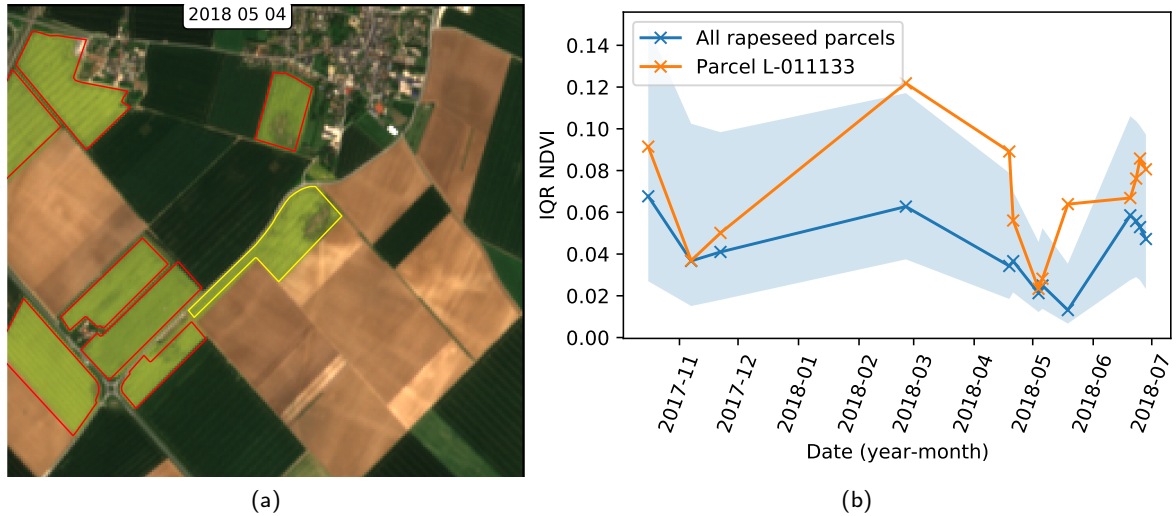 2018 05 04
(a)
All rapeseed parcels
Parcel L-011133
IQR NDVI
0.14
0.12
0.10
0.08
0.06
0.04
0.02
0.00
2017-11
2017-12
2018-01
2018-02
2018-03
2018-04
2018-05
2018-06
2018-07
Date (year-month)
(b)